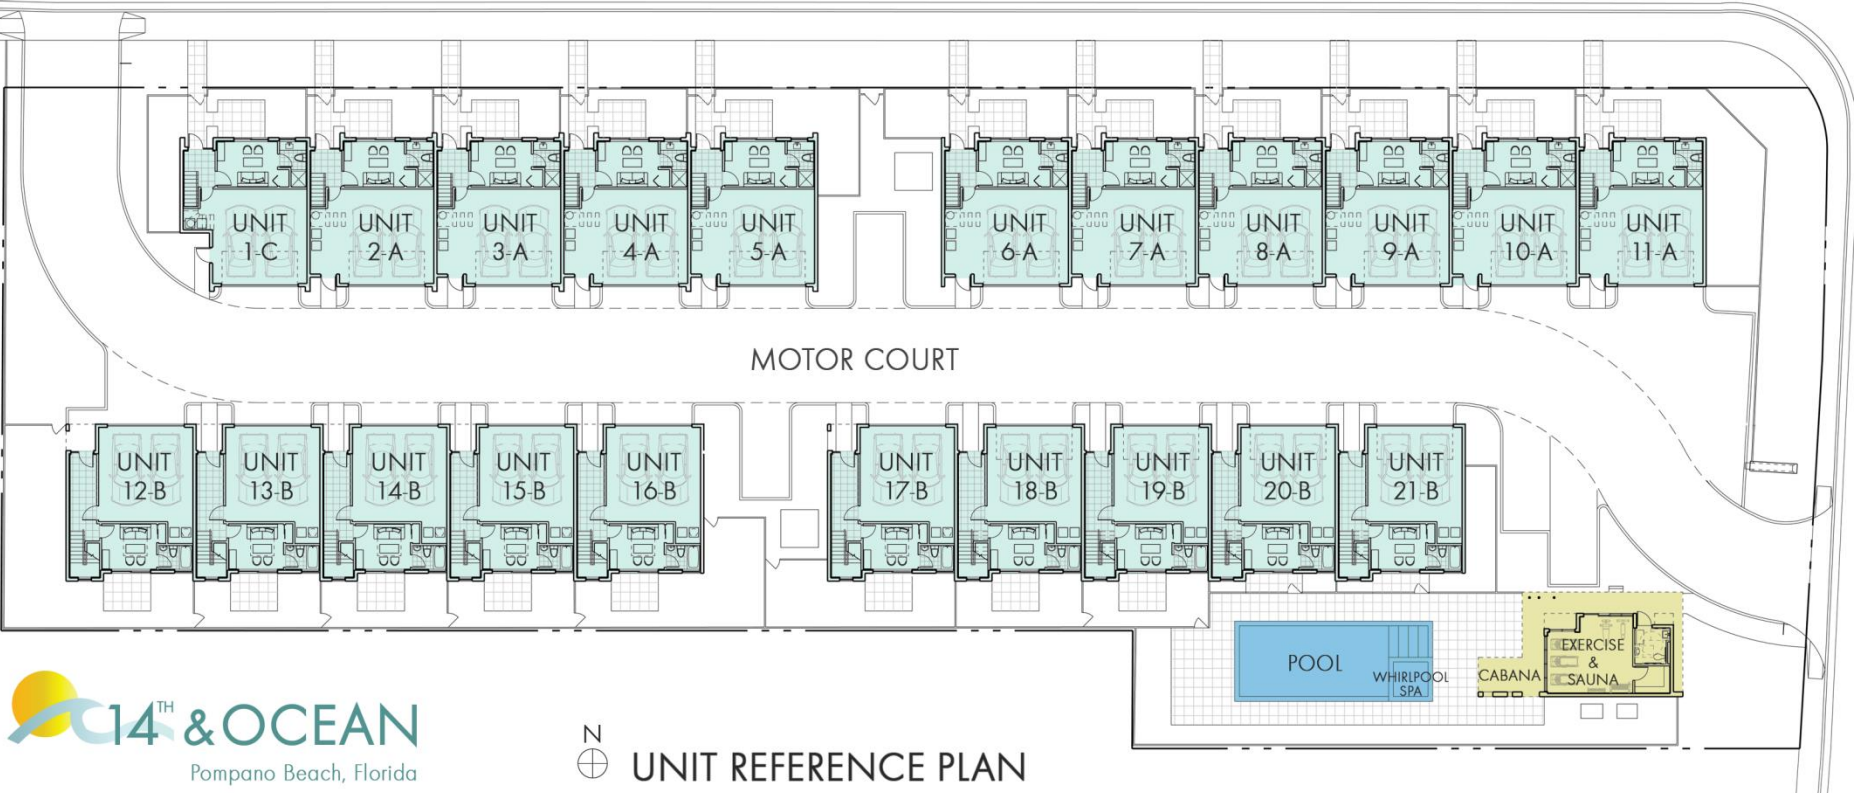 UNIT
1-C
UNIT
2-A
UNIT
3-A
UNIT
4-A
UNIT
5-A
UNIT
6-A
UNIT
7-A
UNIT
8-A
UNIT
9-A
UNIT
10-A
UNIT
11-A
MOTOR COURT
UNIT
12-B
UNIT
13-B
UNIT
14-B
UNIT
15-B
UNIT
16-B
UNIT
17-B
UNIT
18-B
UNIT
19-B
UNIT
20-B
UNIT
21-B
POOL
WHIRLPOOL
SPA
CABANA
EXERCISE
&
SAUNA
14TH & OCEAN
Pompano Beach, Florida
N
UNIT REFERENCE PLAN